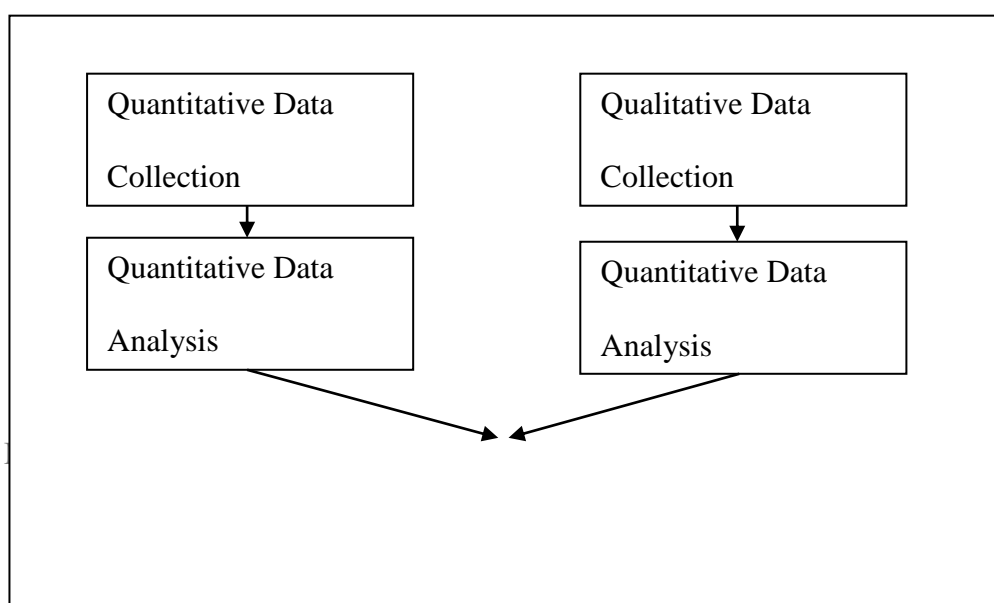 Quantitative Data
Collection
Qualitative Data
Collection
Quantitative Data
Analysis
Quantitative Data
Analysis